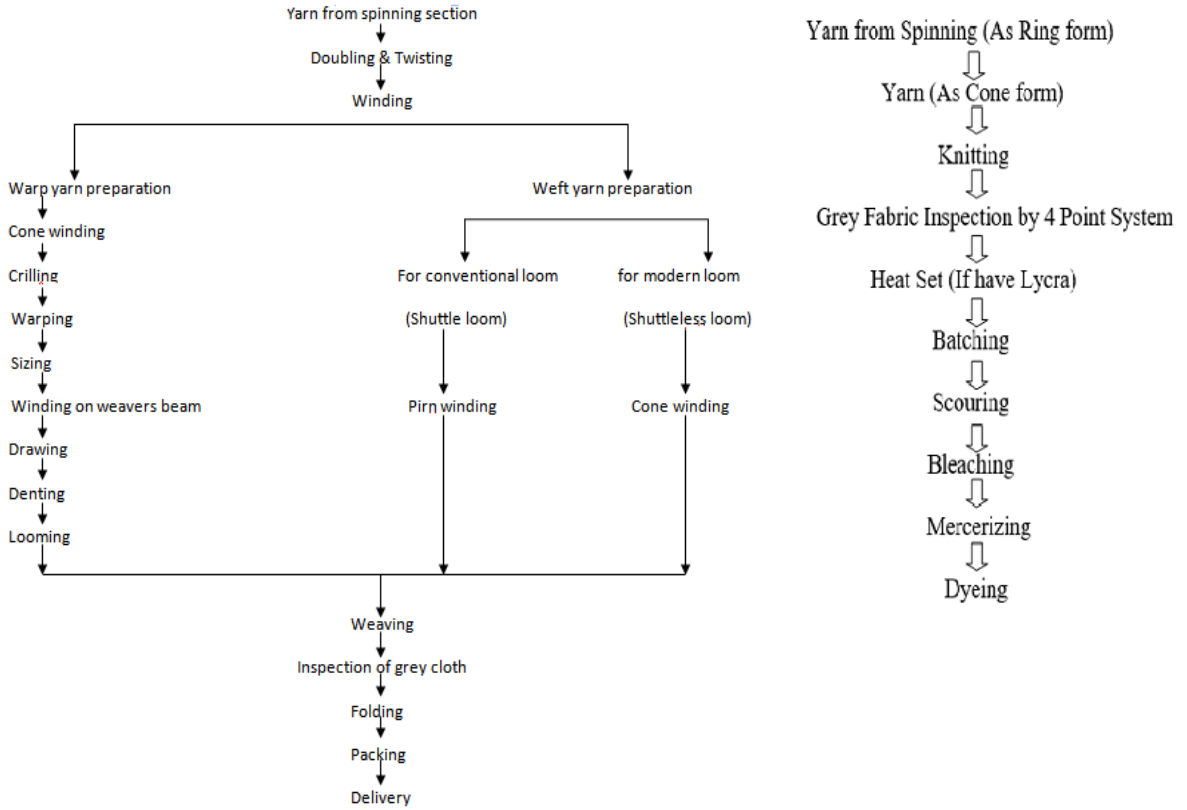 Yarn from spinning section
Doubling & Twisting
Winding
Warp yarn preparation
Weft yarn preparation
Cone winding
Crilling
For conventional loom
for modern loom
Warping
(Shuttle loom)
(Shuttleless loom)
Sizing
Winding on weavers beam
Pirn winding
Cone winding
Drawing
Denting
Looming
Weaving
Inspection of grey cloth
Folding
Packing
Delivery
Yarn from Spinning (As Ring form)
Yarn (As Cone form)
Knitting
Grey Fabric Inspection by 4 Point System
Heat Set (If have Lycra)
Batching
Scouring
Bleaching
Mercerizing
Dyeing